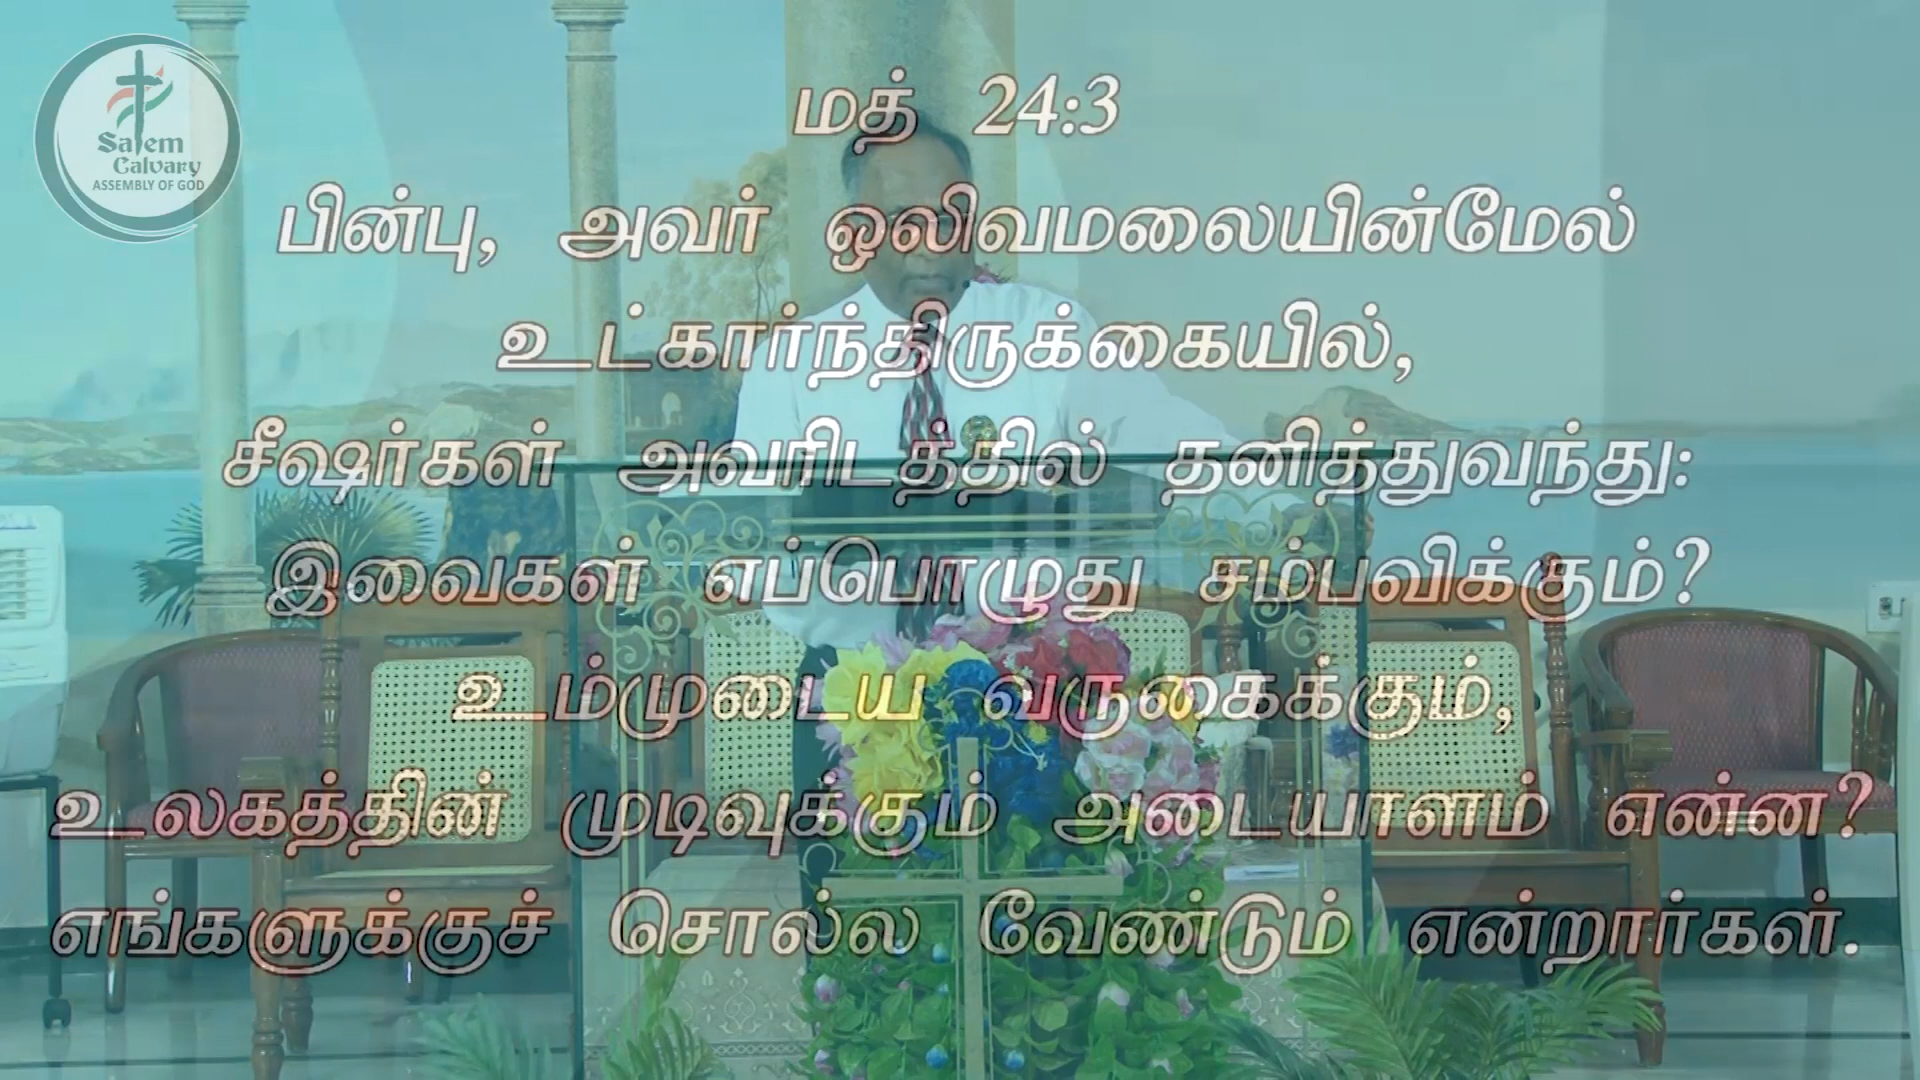 Salem
Calvary
ASSEMBLY OF GOD
மத் 24:3
பின்பு, அவர் ஒலிவமலையின்மேல்
உட்கார்ந்திருக்கையில்,
சீஷர்கள் அவரிடத்தில் தனித்துவந்து:
இவைகள் எப்பொழுது சம்பவிக்கும்?
உம்முடைய வருகைக்கும்,
உலகத்தின் முடிவுக்கும் அடையாளம் என்ன?
எங்களுக்குச் சொல்ல வேண்டும் என்றார்கள்.